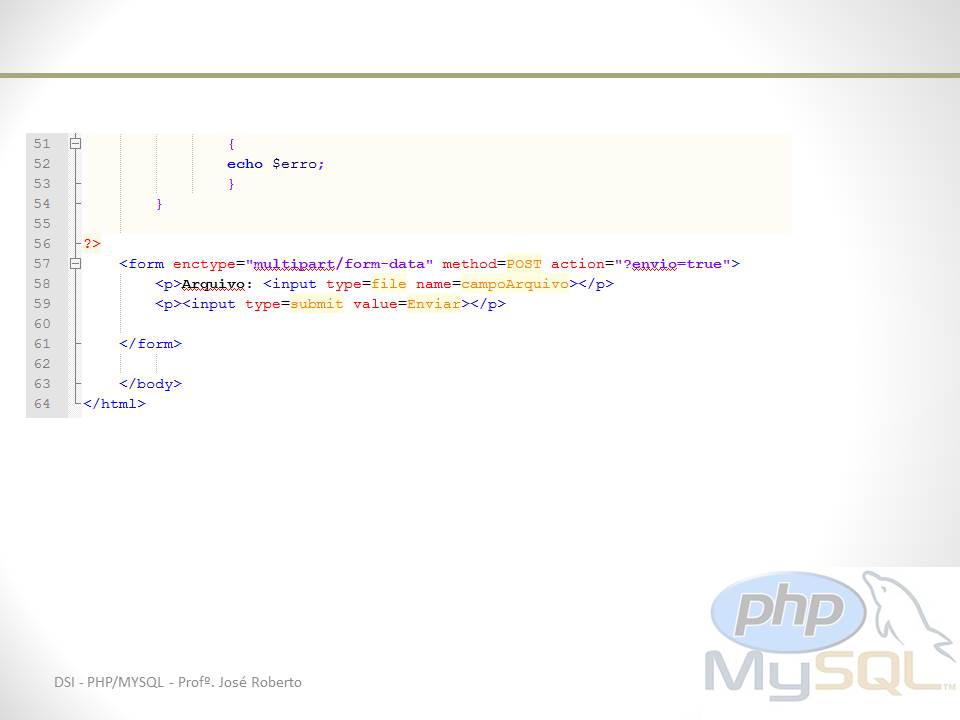 51 {
52 echo $erro;
53 }
54 }
55
56 ?>
57 <form enctype="multipart/form-data" method=POST action="?envio=true">
58 <p>Arquivo: <input type=file name=campoArquivo></p>
59 <p><input type=submit value=Enviar></p>
60
61 </form>
62
63 </body>
64 </html>
php
MySQL™
DSI - PHP/MYSQL - Profº. José Roberto